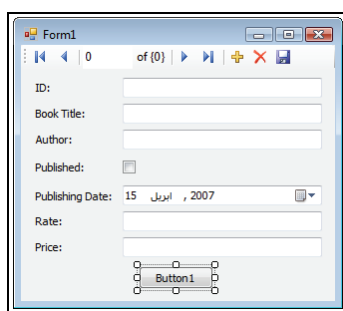 Form1
0 of {0}
ID:
Book Title:
Author:
Published:
Publishing Date: 15 ابريل , 2007
Rate:
Price:
Button1